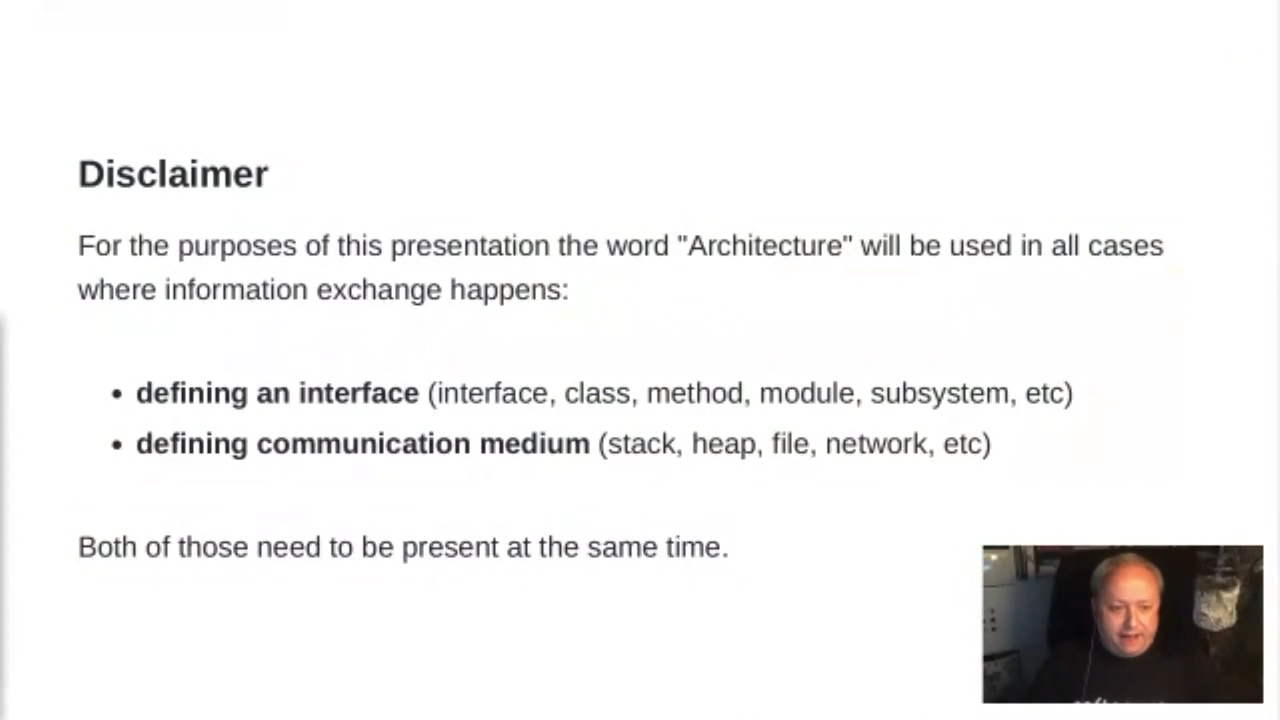 Disclaimer
For the purposes of this presentation the word "Architecture" will be used in all cases
where information exchange happens:
• defining an interface (interface, class, method, module, subsystem, etc)
• defining communication medium (stack, heap, file, network, etc)
Both of those need to be present at the same time.